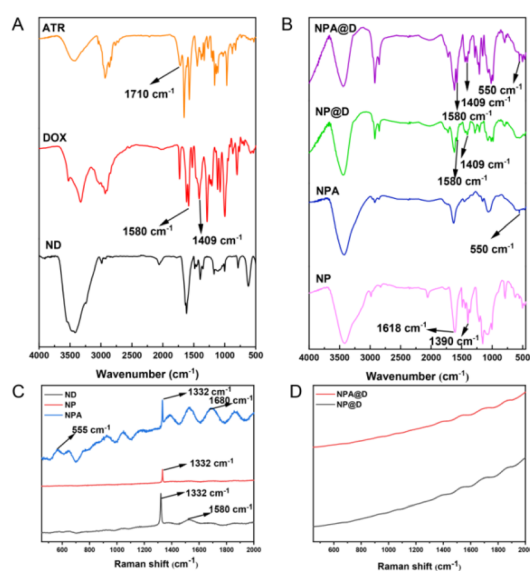 A
ATR
1710 cm-1
DOX
1580 cm-1
1409 cm-1
ND
4000 3500 3000 2500 2000 1500 1000 500
Wavenumber (cm-1)
B
NPA@D
550 cm-1
1409 cm-1
1580 cm-1
NP@D
1409 cm-1
1580 cm-1
NPA
550 cm-1
NP
1618 cm-1
1390 cm-1
4000 3500 3000 2500 2000 1500 1000 500
Wavenumber (cm-1)
C
ND
NP
NPA
1332 cm-1
1680 cm-1
555 cm-1
1332 cm-1
1332 cm-1
1580 cm-1
600 800 1000 1200 1400 1600 1800 2000
Raman shift (cm-1)
D
NPA@D
NP@D
600 800 1000 1200 1400 1600 1800 2000
Raman shift (cm-1)